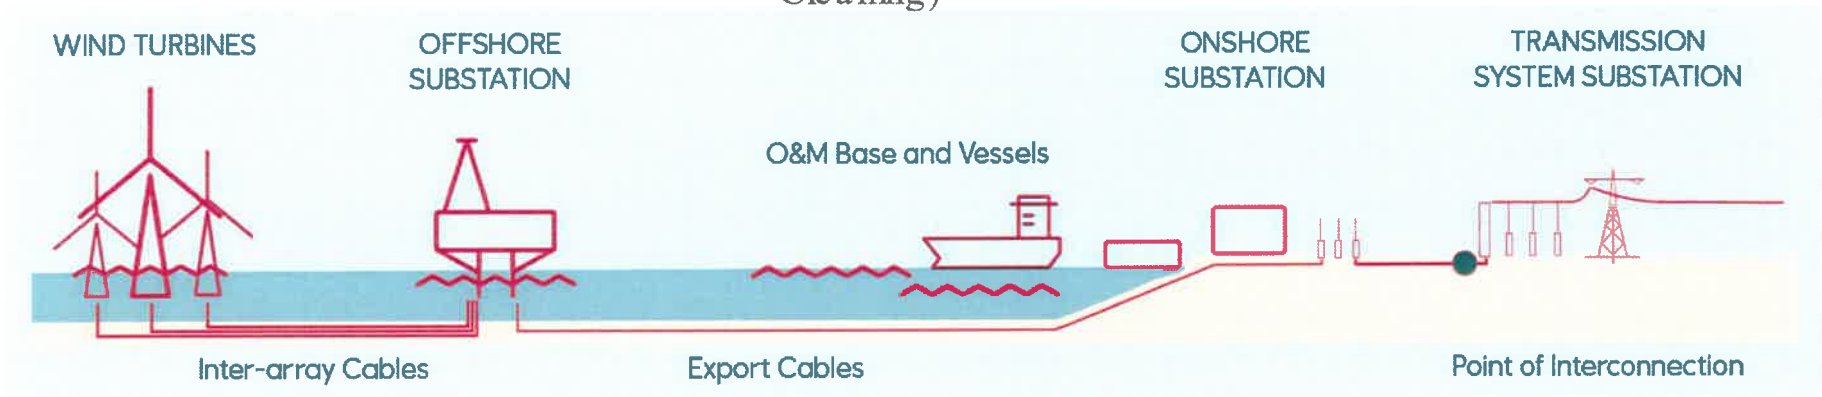 WIND TURBINES
OFFSHORE
SUBSTATION
ONSHORE
SUBSTATION
TRANSMISSION
SYSTEM SUBSTATION
O&M Base and Vessels
Inter-array Cables
Export Cables
Point of Interconnection